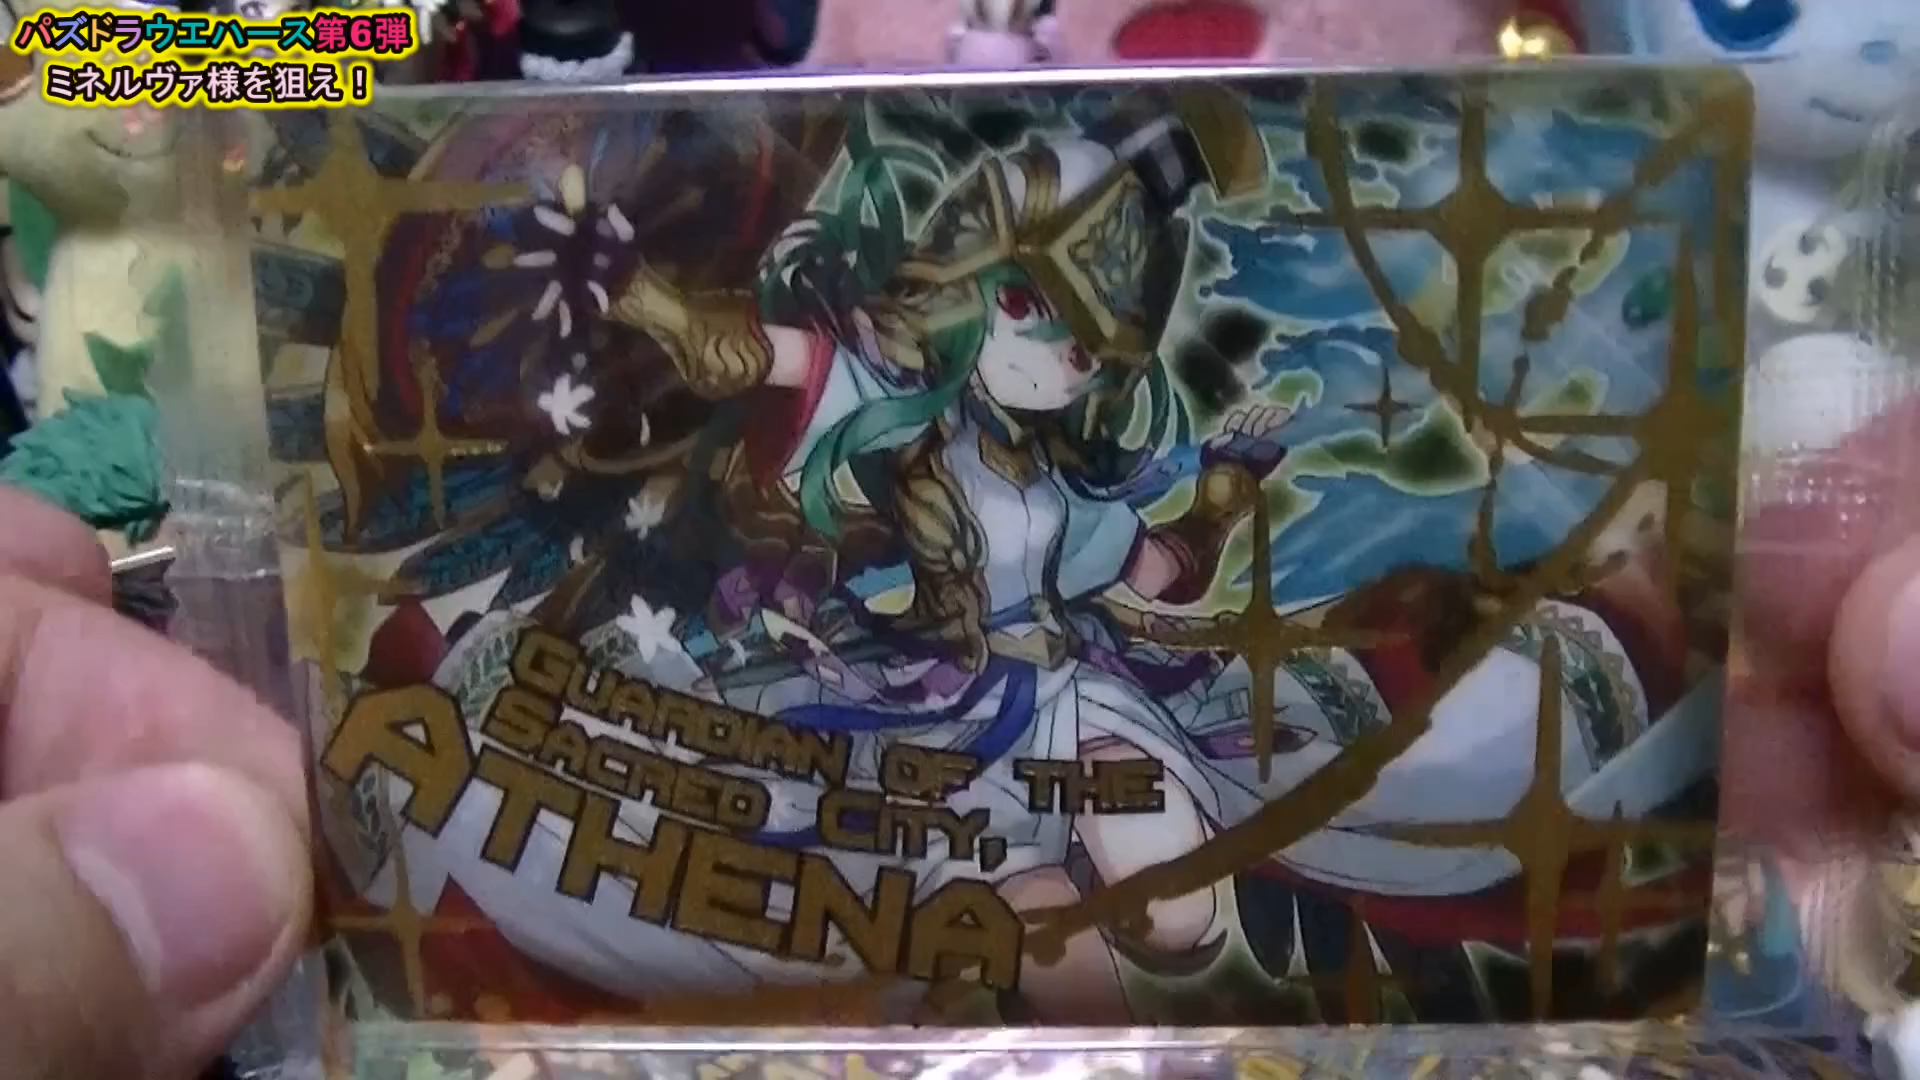 パズドラウエハース第6弾
ミネルヴァ様を狙え！
GUARDIAN OF THE
SACRED CITY,
ATHENA